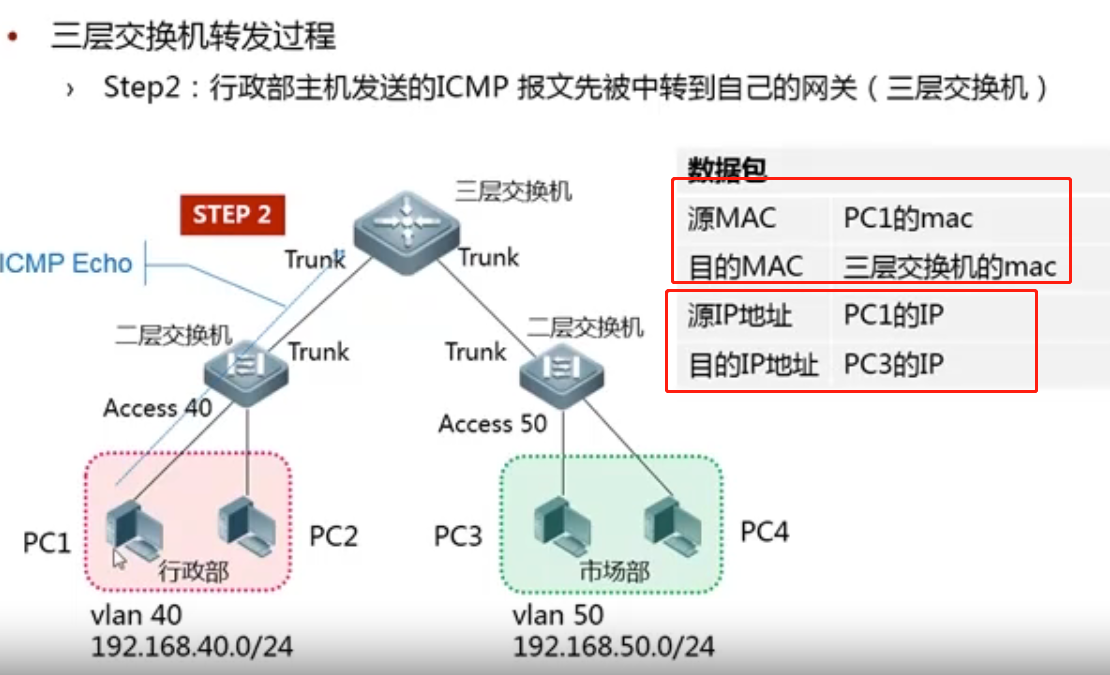 • 三层交换机转发过程
› Step2：行政部主机发送的ICMP 报文先被中转到自己的网关（三层交换机）
数据包
源MAC PC1的mac
目的MAC 三层交换机的mac
源IP地址 PC1的IP
目的IP地址 PC3的IP
三层交换机
STEP 2
ICMP Echo
Trunk
Trunk
二层交换机
二层交换机
Trunk
Trunk
Access 40
Access 50
PC1
PC2
PC3
PC4
行政部
市场部
vlan 40
192.168.40.0/24
vlan 50
192.168.50.0/24